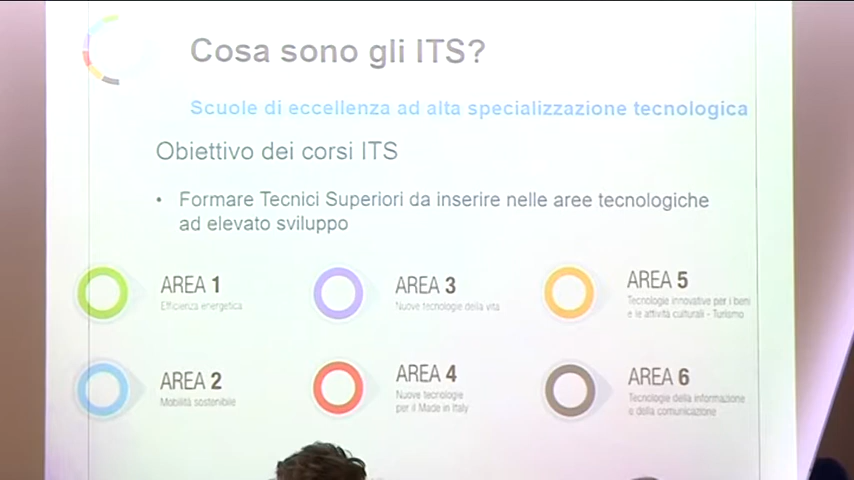 Cosa sono gli ITS?
Scuole di eccellenza ad alta specializzazione tecnologica
Obiettivo dei corsi ITS
• Formare Tecnici Superiori da inserire nelle aree tecnologiche
ad elevato sviluppo
AREA 1
Efficienza energetica
AREA 2
Mobilità sostenibile
AREA 3
Nuove tecnologie della vita
AREA 4
Nuove tecnologie
per il Made in Italy
AREA 5
Tecnologie innovative per i beni
e le attività culturali - Turismo
AREA 6
Tecnologie della informazione
e della comunicazione